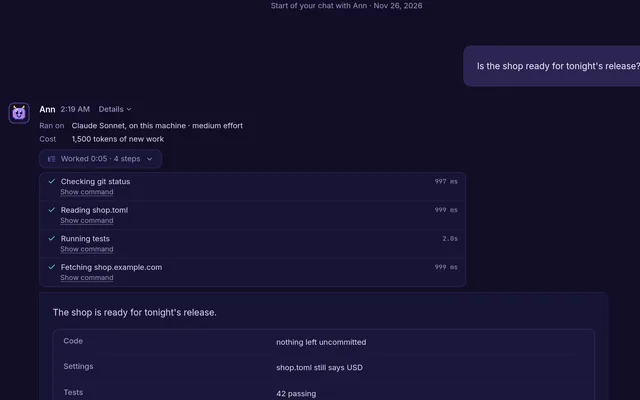 Start of your chat with Ann · Nov 26, 2026
Is the shop ready for tonight's release?
Ann 2:19 AM Details
Ran on Claude Sonnet, on this machine · medium effort
Cost 1,500 tokens of new work
Worked 0:05 · 4 steps
Checking git status 997 ms
Show command
Reading shop.toml 999 ms
Show command
Running tests 2.0s
Show command
Fetching shop.example.com 999 ms
Show command
The shop is ready for tonight's release.
Code nothing left uncommitted
Settings shop.toml still says USD
Tests 42 passing